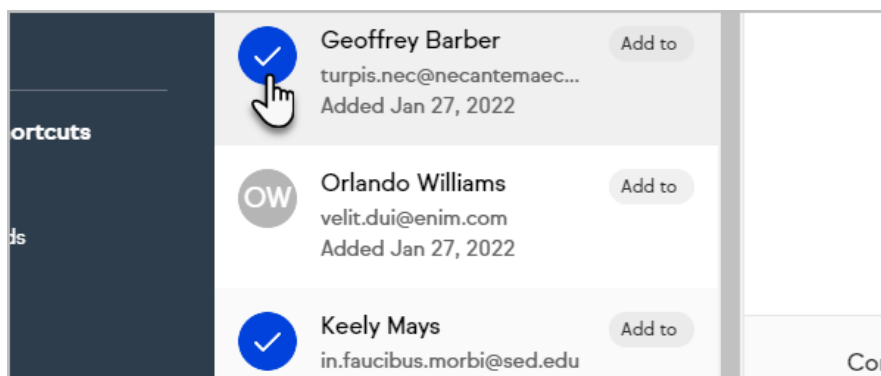 Geoffrey Barber
Add to
turpis.nec@necantemaec...
Added Jan 27, 2022
ortcuts
OW
Orlando Williams
Add to
velit.dui@enim.com
Added Jan 27, 2022
ds
Keely Mays
Add to
in.faucibus.morbi@sed.edu
Con